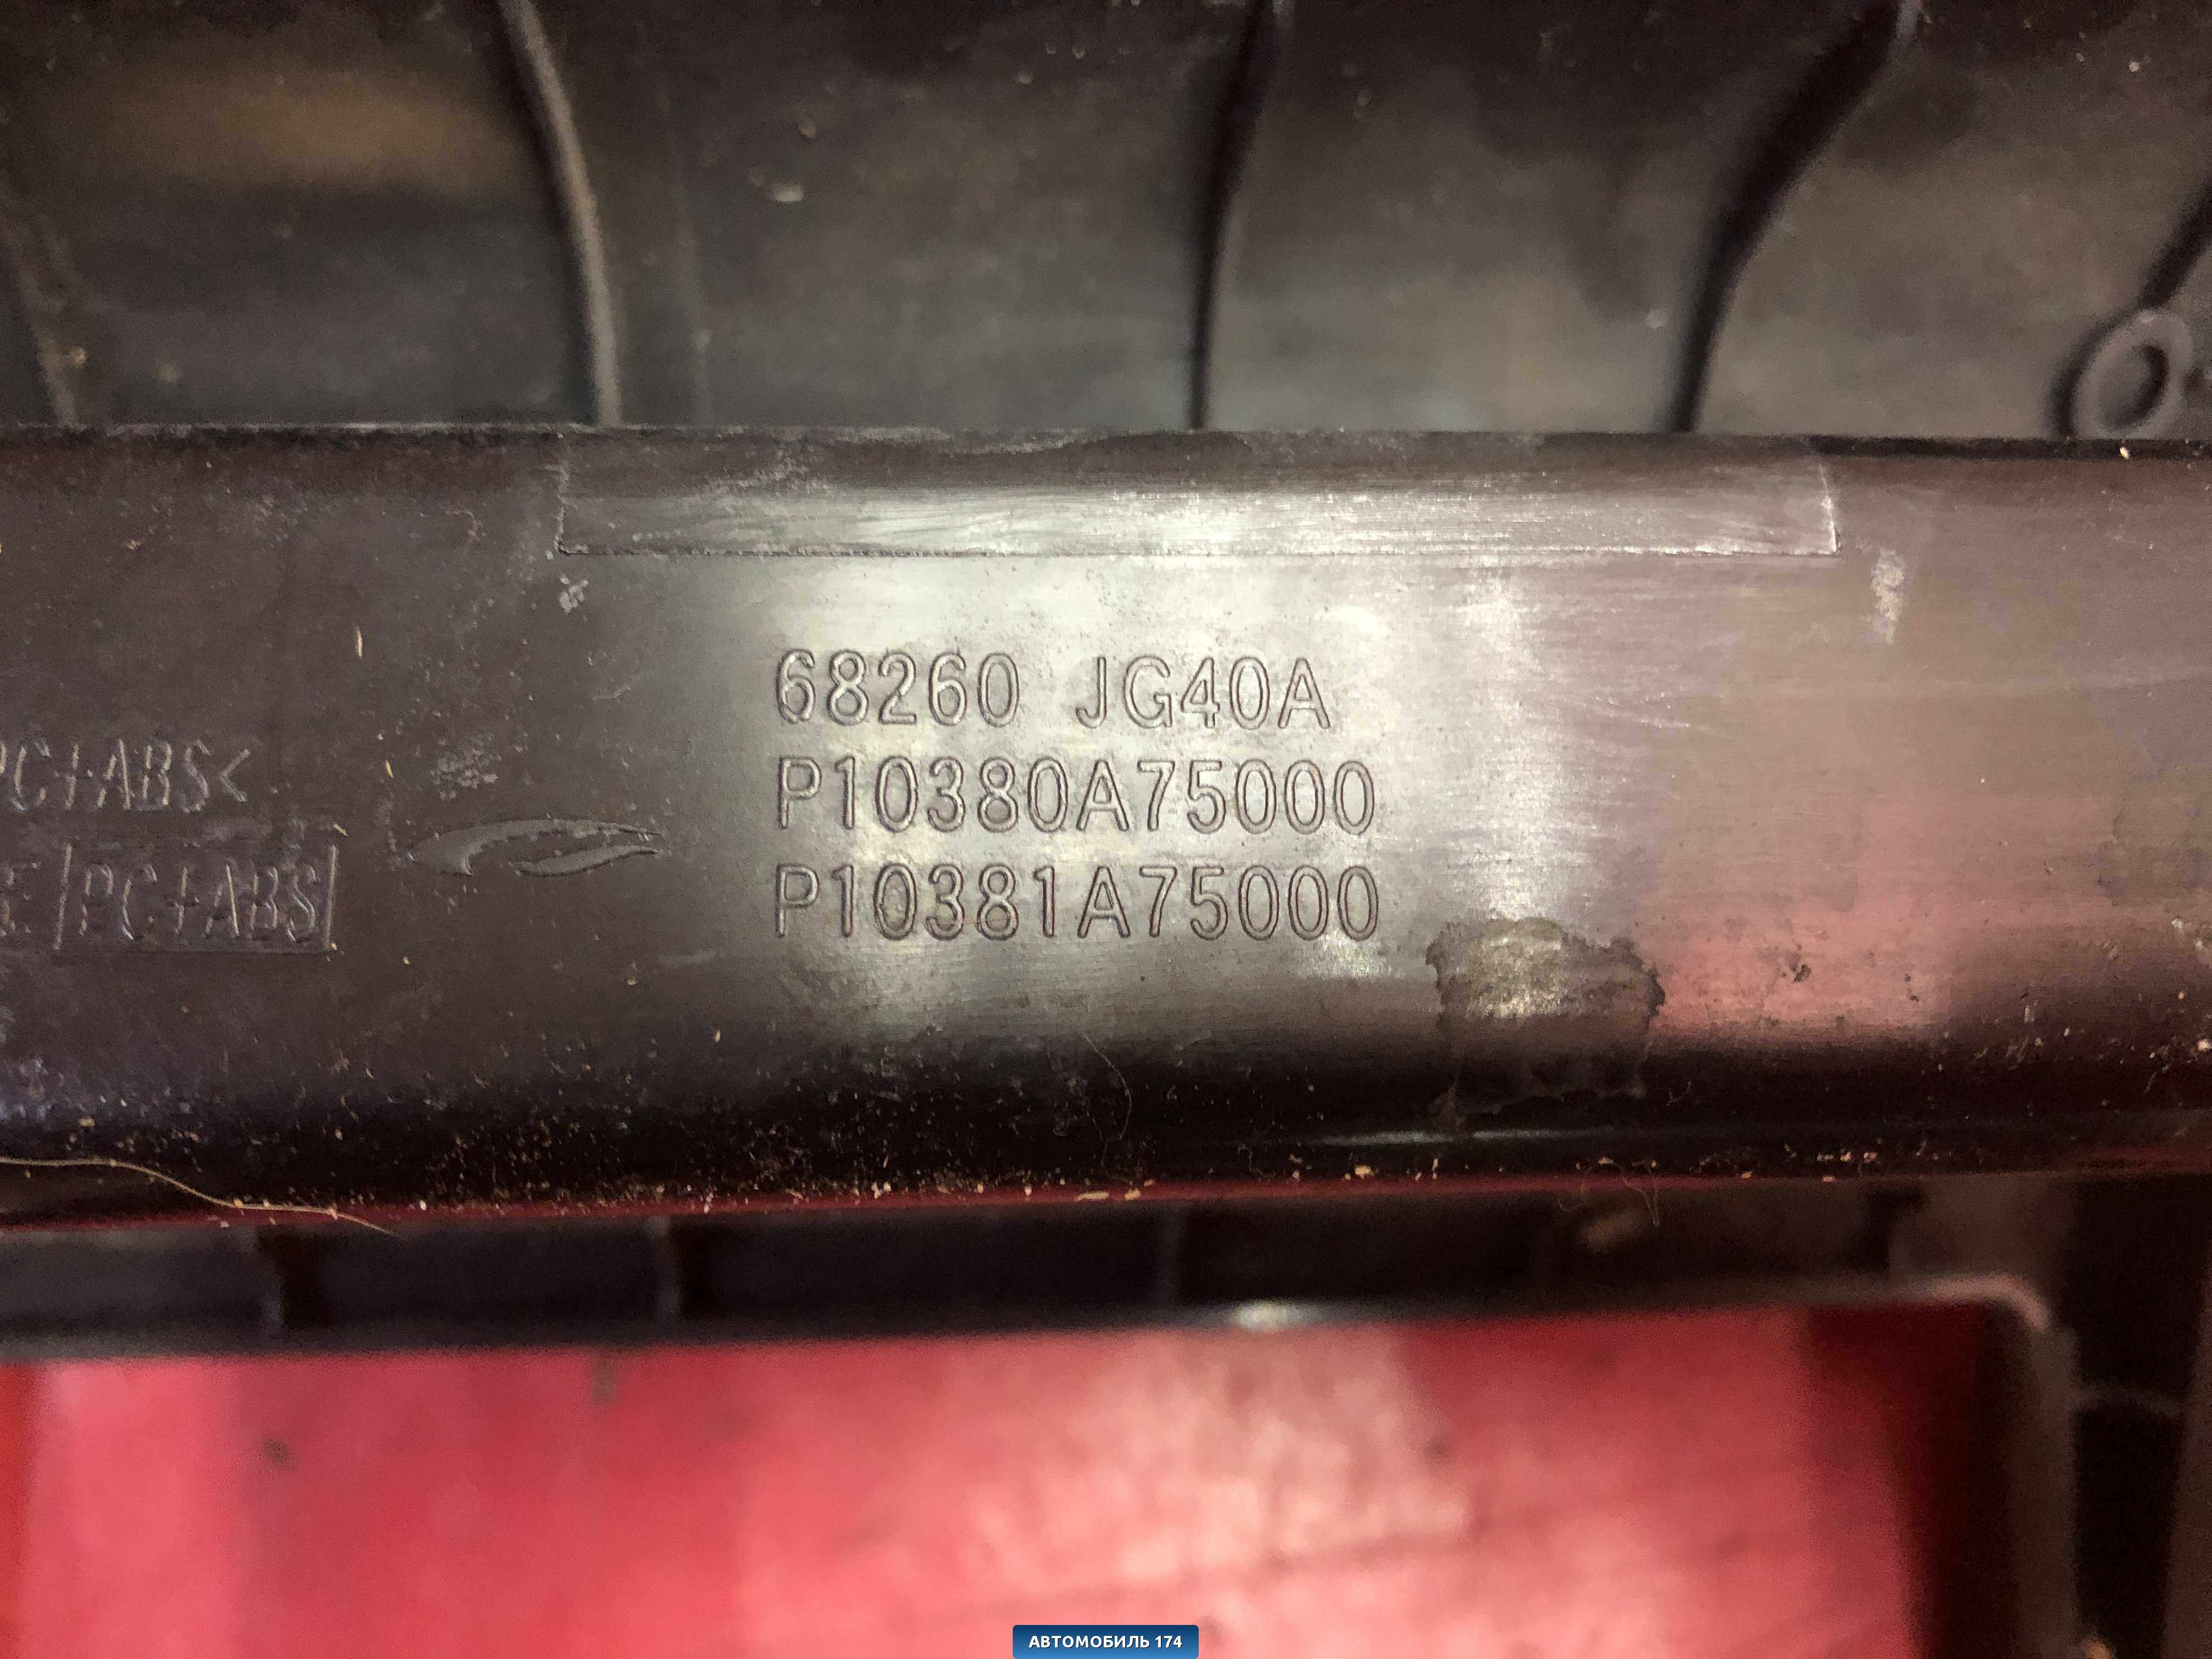 68260 JG40A
P10380A75000
P10381A75000
PC+ABS<
PC+ABS
АВТОМОБИЛЬ 174